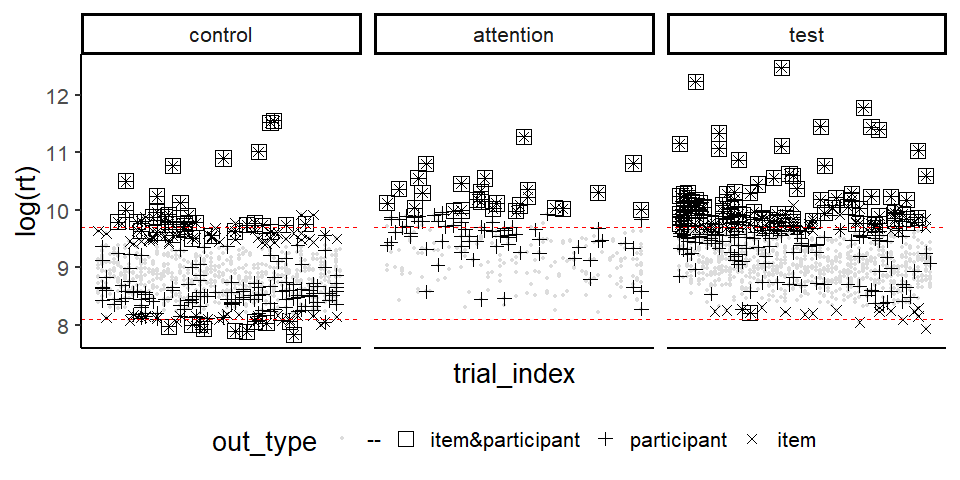 control attention test
log(rt)
12
11
10
9
8
trial_index
out_type -- item&participant participant item